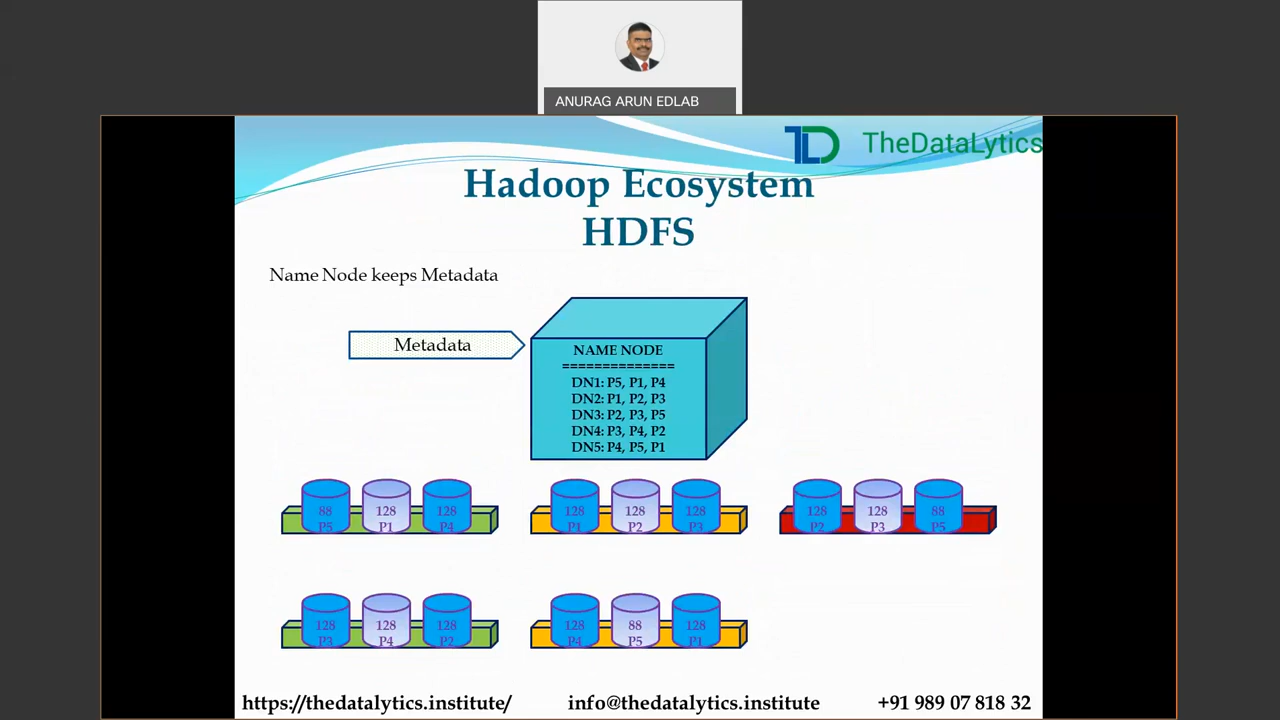 ANURAG ARUN EDLAB
TheDataLytics
Hadoop Ecosystem
HDFS
Name Node keeps Metadata
Metadata
NAME NODE
==============
DN1: P5, P1, P4
DN2: P1, P2, P3
DN3: P2, P3, P5
DN4: P3, P4, P2
DN5: P4, P5, P1
88 128 128 128 128 128 128 128 88
P5 P1 P4 P1 P2 P3 P2 P3 P5
128 128 128 128 88 128
P3 P4 P2 P4 P5 P1
https://thedatalytics.institute/ info@thedatalytics.institute +91 989 07 818 32